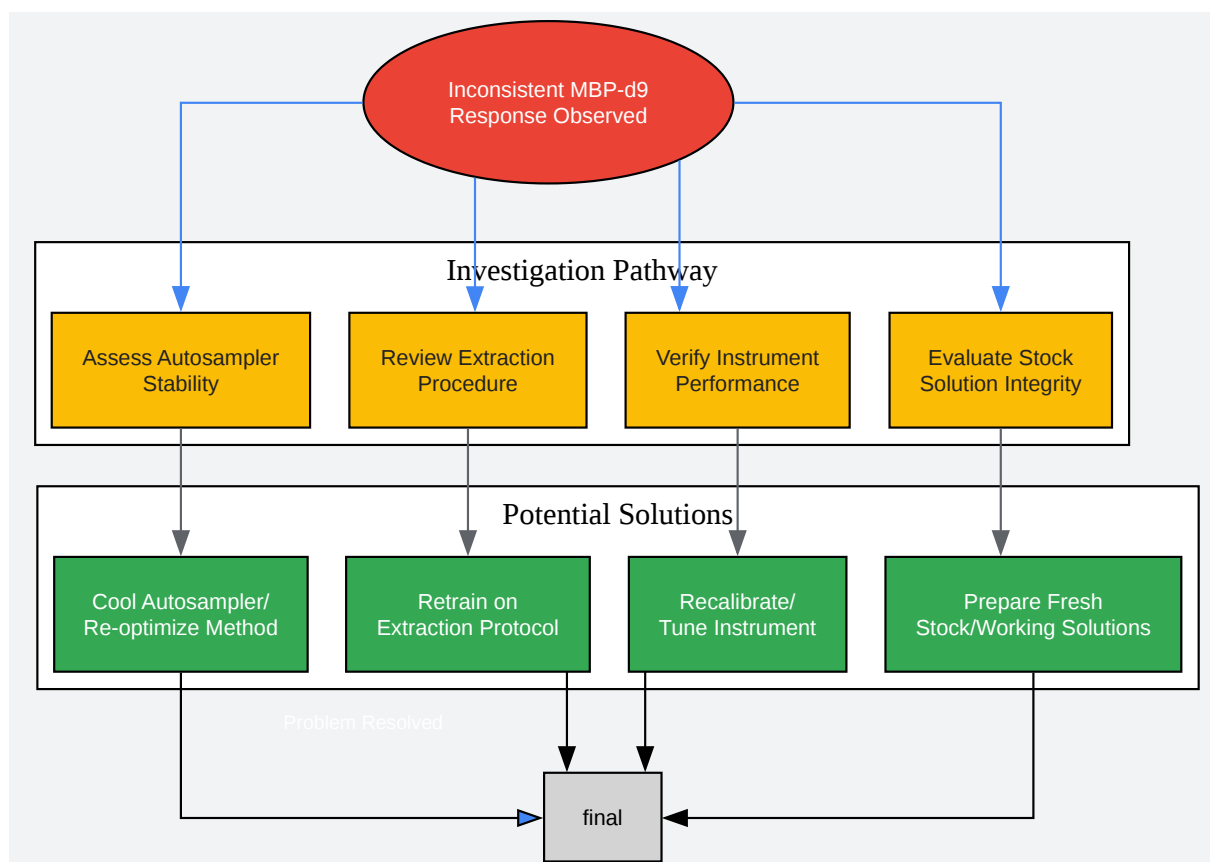 Inconsistent MBP-d9
Response Observed
Investigation Pathway
Assess Autosampler
Stability
Review Extraction
Procedure
Verify Instrument
Performance
Evaluate Stock
Solution Integrity
Potential Solutions
Cool Autosampler/
Re-optimize Method
Retrain on
Extraction Protocol
Recalibrate/
Tune Instrument
Prepare Fresh
Stock/Working Solutions
Problem Resolved
final